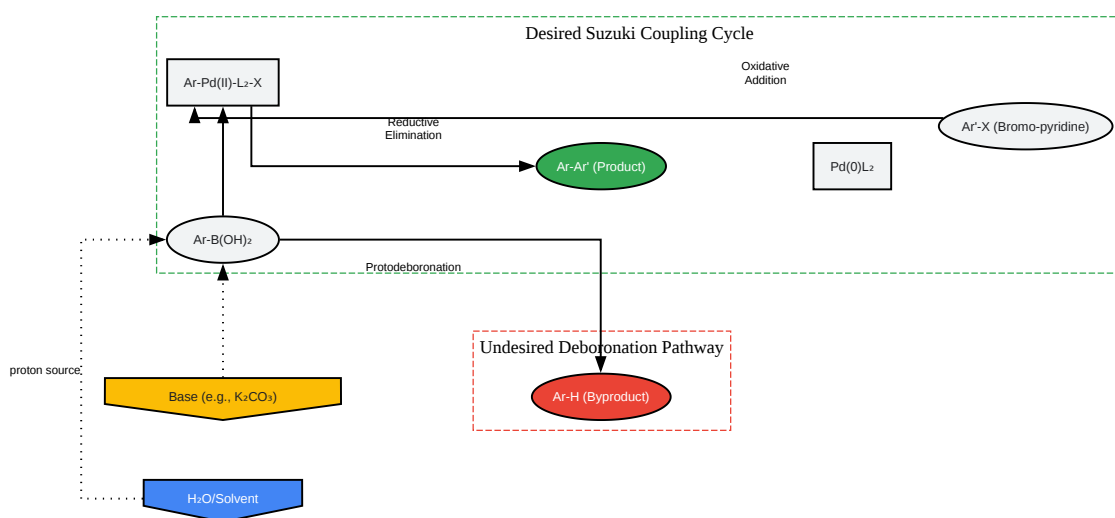 Desired Suzuki Coupling Cycle
Oxidative
Addition
Ar-Pd(II)-L₂-X
Reductive
Elimination
Ar'-X (Bromo-pyridine)
Ar-Ar' (Product)
Pd(0)L₂
Ar-B(OH)₂
Protodeboronation
Undesired Deboronation Pathway
proton source
Base (e.g., K₂CO₃)
Ar-H (Byproduct)
H₂O/Solvent